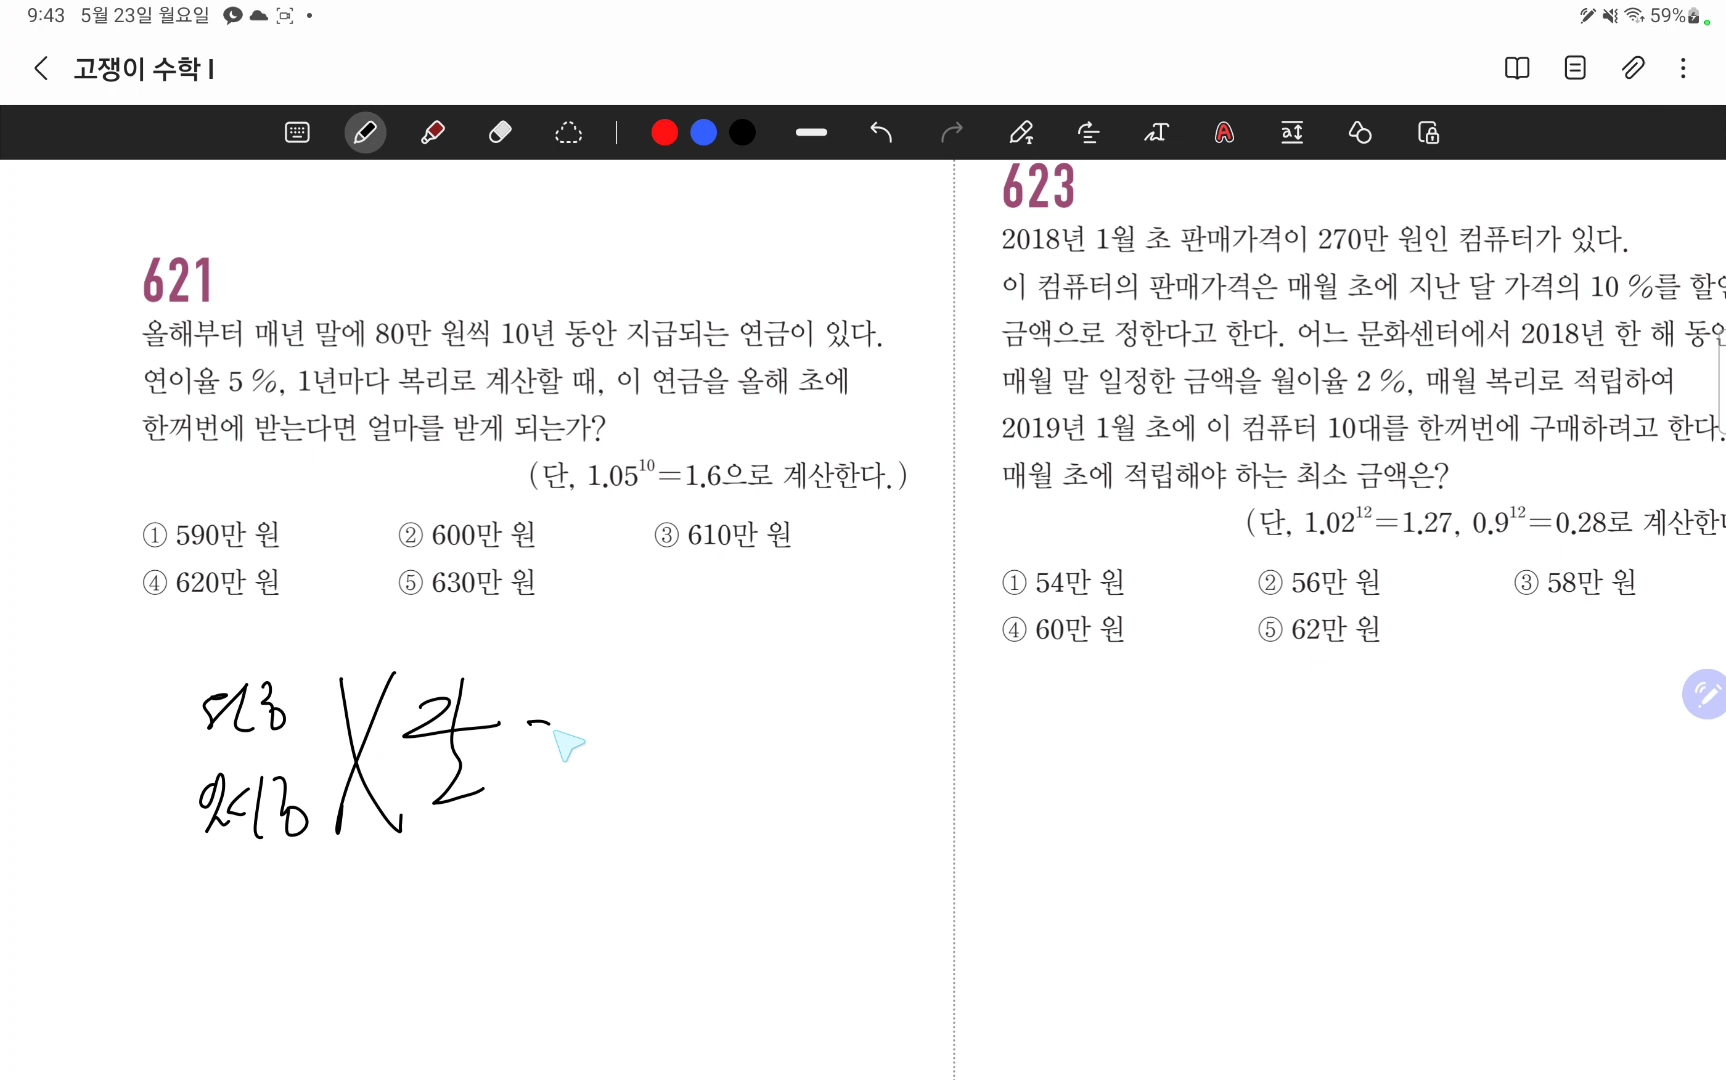 9:43 5월 23일 월요일
59%
고쟁이 수학 I
621
올해부터 매년 말에 80만 원씩 10년 동안 지급되는 연금이 있다.
연이율 5 %, 1년마다 복리로 계산할 때, 이 연금을 올해 초에
한꺼번에 받는다면 얼마를 받게 되는가?
(단, 1.05¹⁰=1.6으로 계산한다.)
① 590만 원 ② 600만 원 ③ 610만 원
④ 620만 원 ⑤ 630만 원
623
2018년 1월 초 판매가격이 270만 원인 컴퓨터가 있다.
이 컴퓨터의 판매가격은 매월 초에 지난 달 가격의 10 %를
금액으로 정한다고 한다. 어느 문화센터에서 2018년 한 해
매월 말 일정한 금액을 월이율 2 %, 매월 복리로 적립하여
2019년 1월 초에 이 컴퓨터 10대를 한꺼번에 구매하려고 한다.
매월 초에 적립해야 하는 최소 금액은?
(단, 1.02¹²=1.27, 0.9¹²=0.28로
① 54만 원 ② 56만 원 ③ 58만 원
④ 60만 원 ⑤ 62만 원